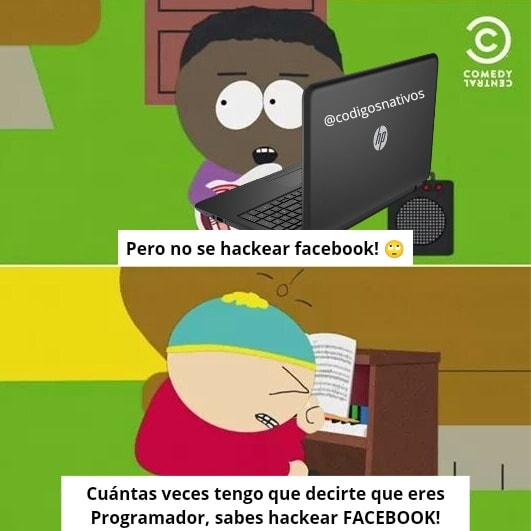 COMEDY
CENTRAL
@codigosnativos
hp
Pero no se hackear facebook! 🙄
Cuántas veces tengo que decirte que eres
Programador, sabes hackear FACEBOOK!